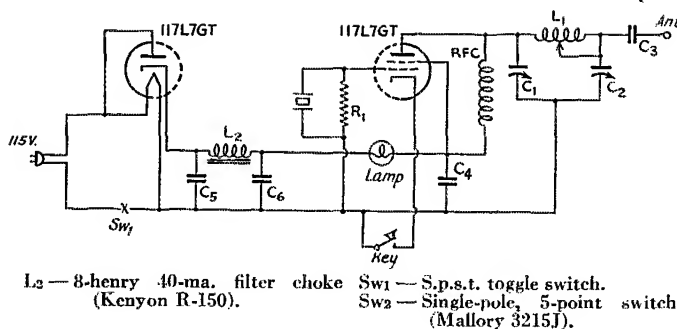 117L7GT
117L7GT
L₁
Ant
RFC
C₃
C₁
C₂
R₁
115V.
L₂
Lamp
C₄
C₅
C₆
Sw₁
Key
L₂ — 8-henry 40-ma. filter choke
(Kenyon R-150).
Sw₁ — S.p.s.t. toggle switch.
Sw₂ — Single-pole, 5-point switch
(Mallory 3215J).